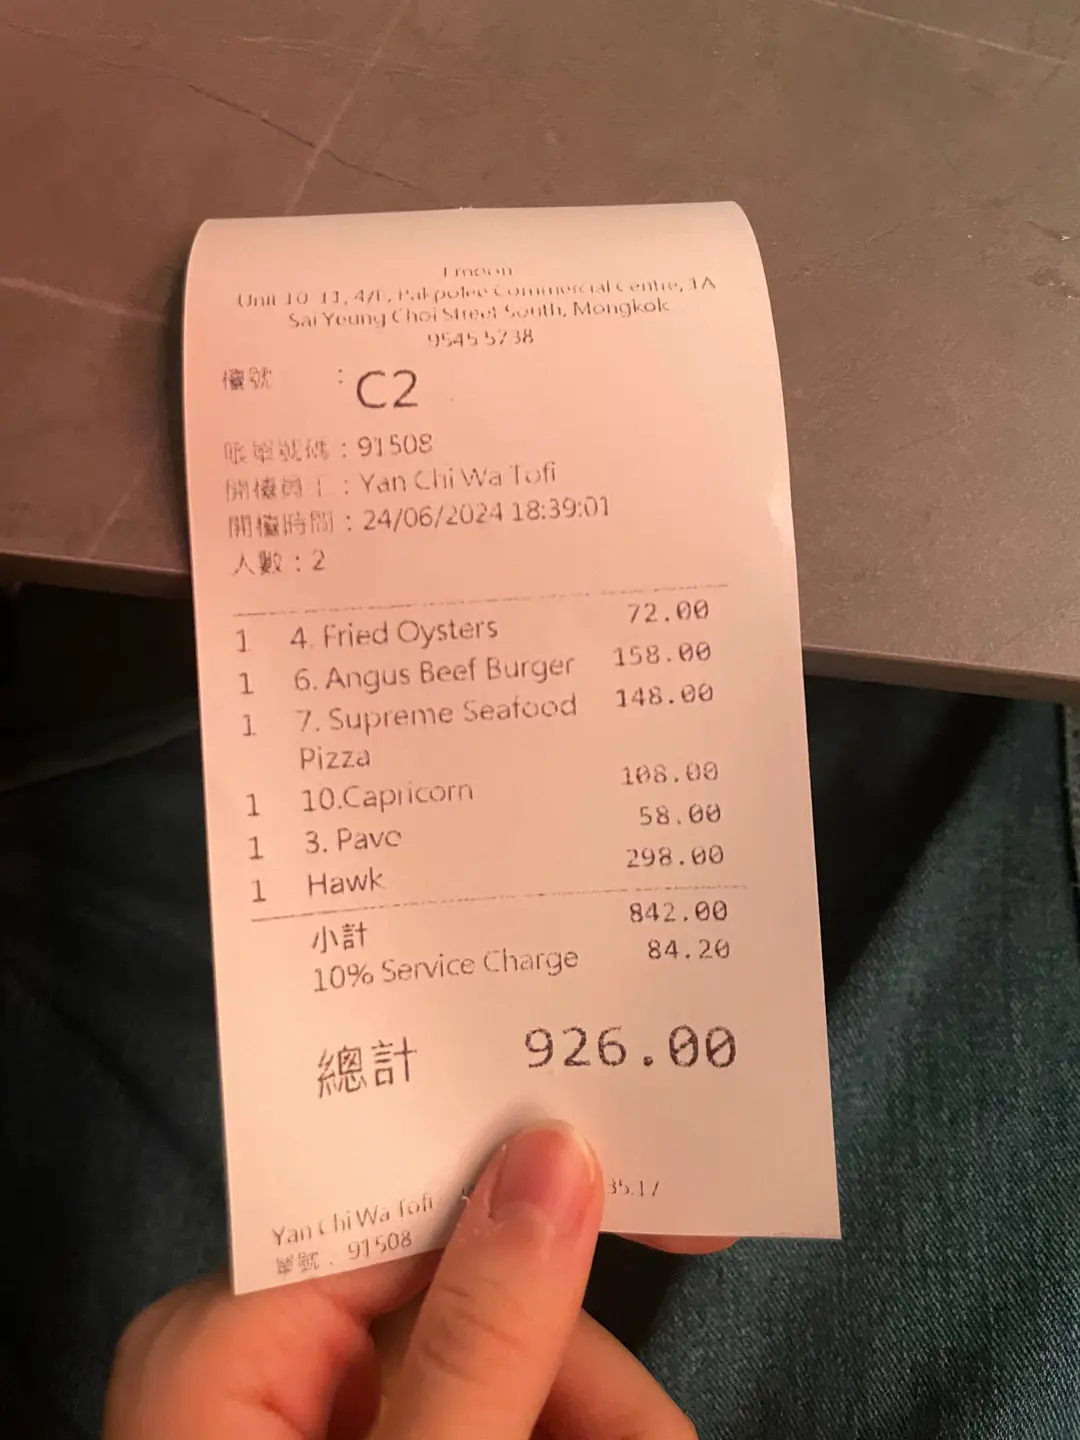 Unit 10-11, 4/F, Pakpolee Commercial Centre, 1A
Sai Yeung Choi Street South, Mongkok
9545 5738
檯號 : C2
賬單號碼 : 91508
開檯員工 : Yan Chi Wa Tofi
開檯時間 : 24/06/2024 18:39:01
人數 : 2
1 4. Fried Oysters 72.00
1 6. Angus Beef Burger 158.00
1 7. Supreme Seafood 148.00
Pizza
1 10.Capricorn 108.00
1 3. Pavo 58.00
1 Hawk 298.00
小計 842.00
10% Service Charge 84.20
總計 926.00
Yan Chi Wa Tofi 35.17
單號 : 91508